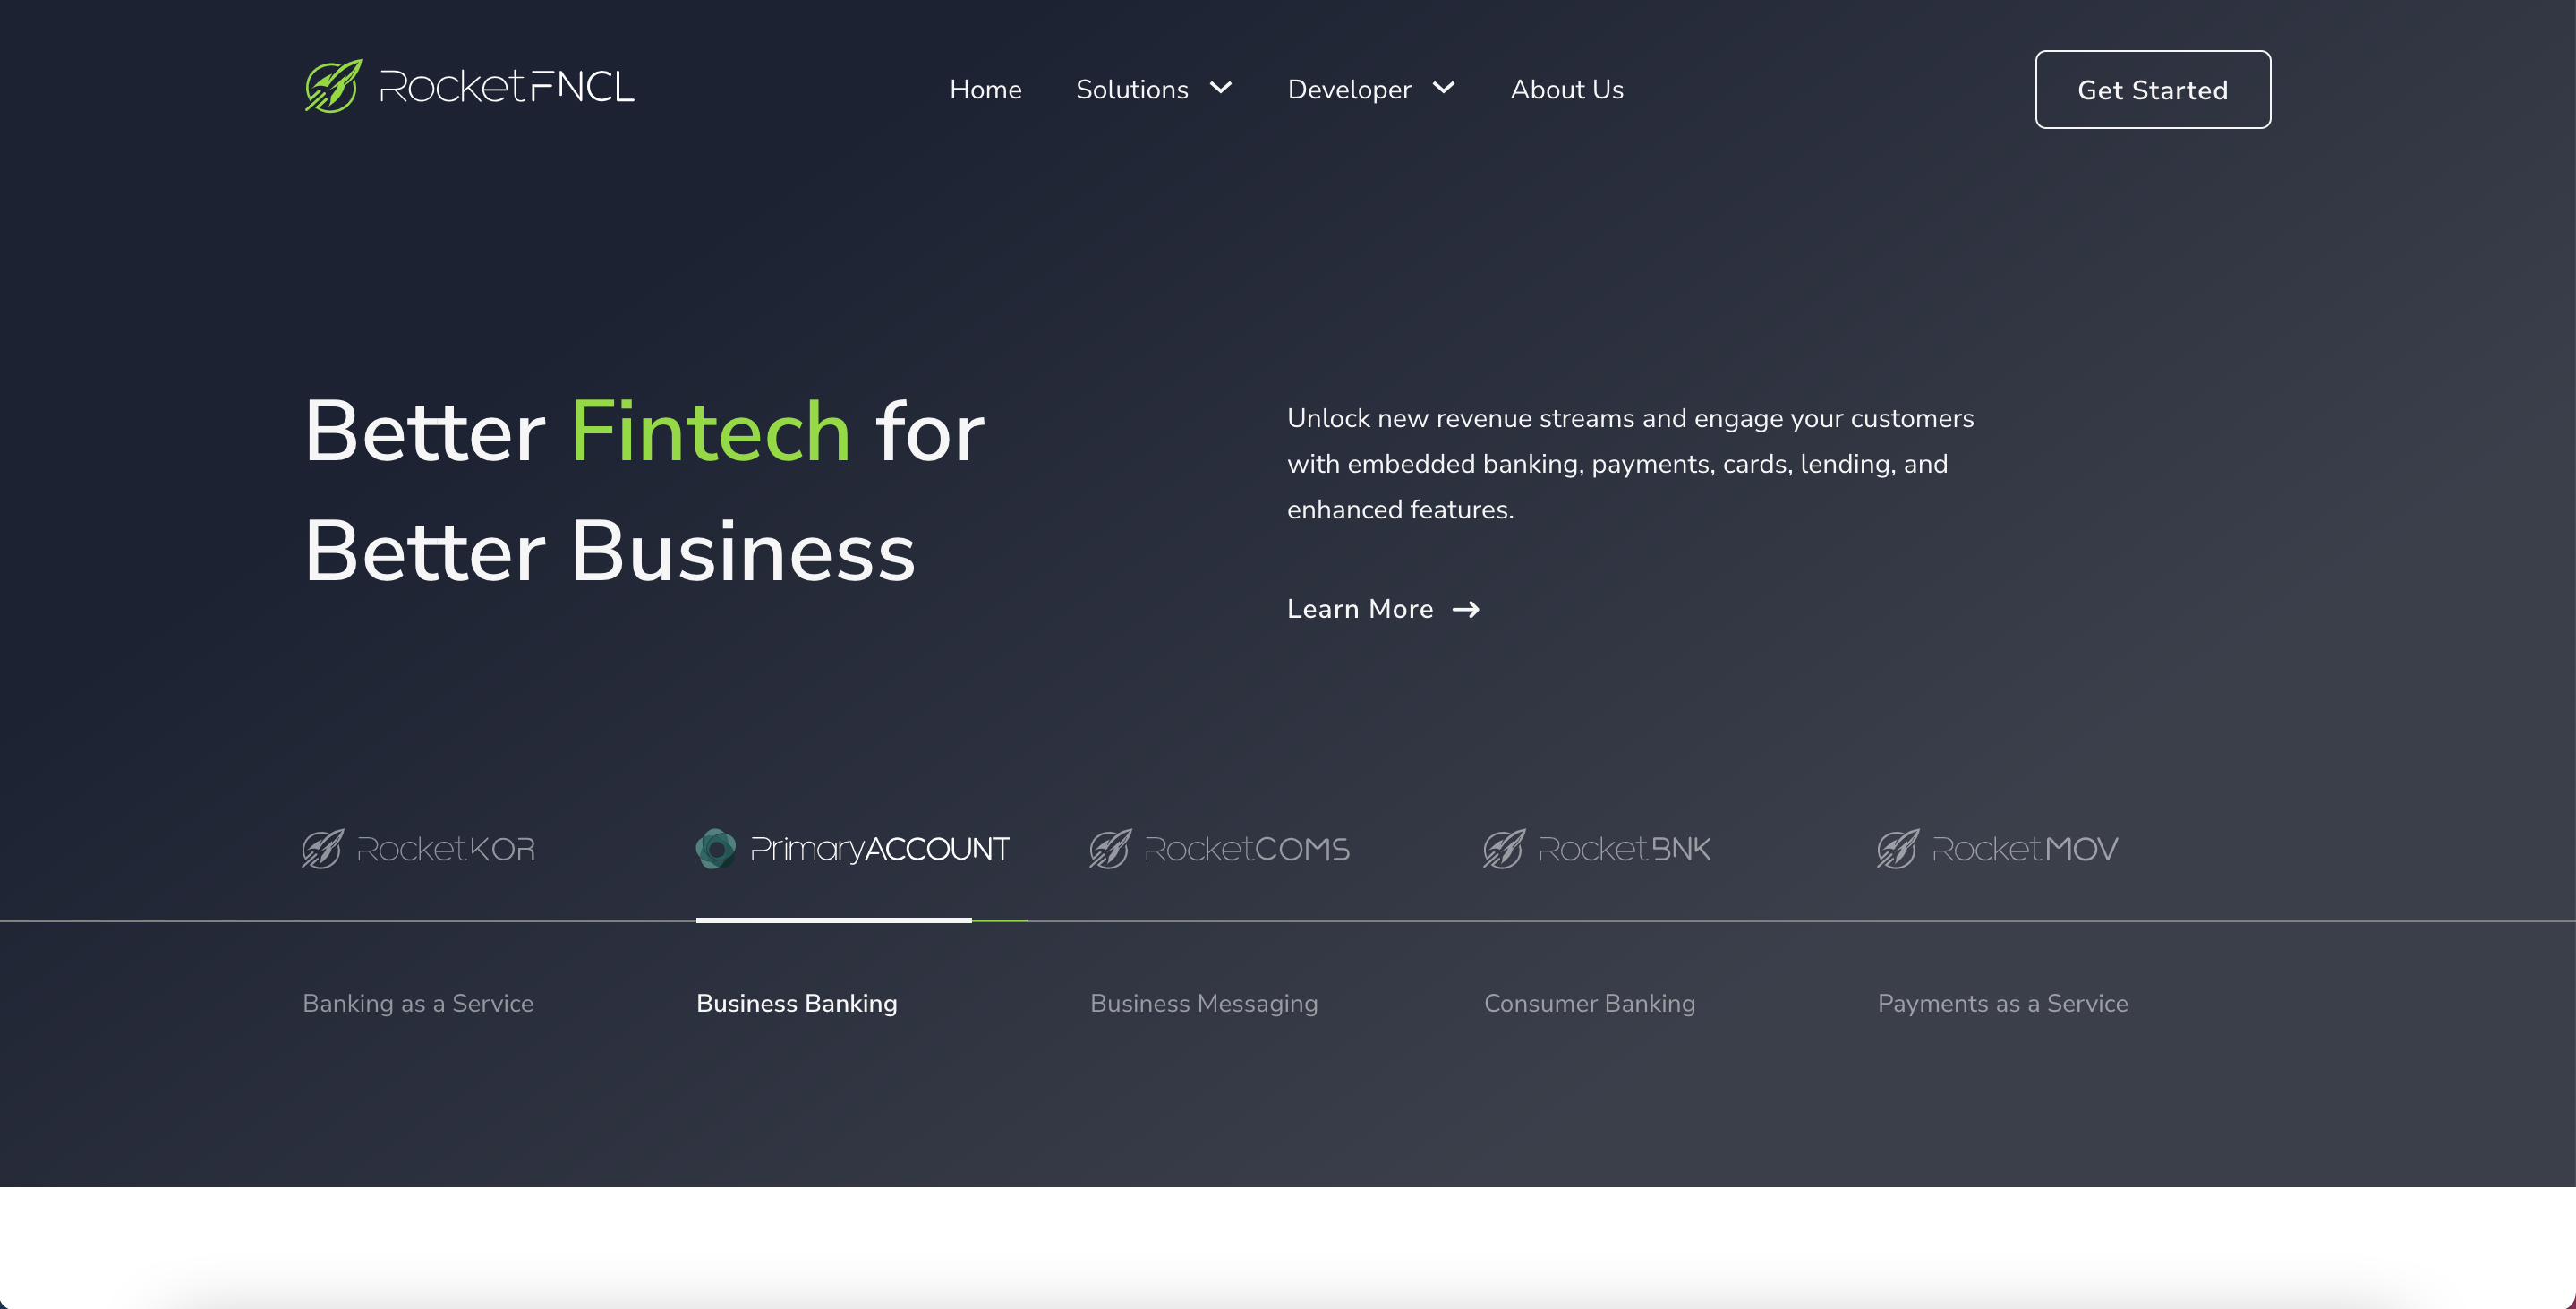 RocketFNCL
Home Solutions Developer About Us
Get Started
Better Fintech for
Better Business
Unlock new revenue streams and engage your customers
with embedded banking, payments, cards, lending, and
enhanced features.
Learn More
RocketKOR PrimaryACCOUNT RocketCOMS RocketBNK RocketMOV
Banking as a Service Business Banking Business Messaging Consumer Banking Payments as a Service